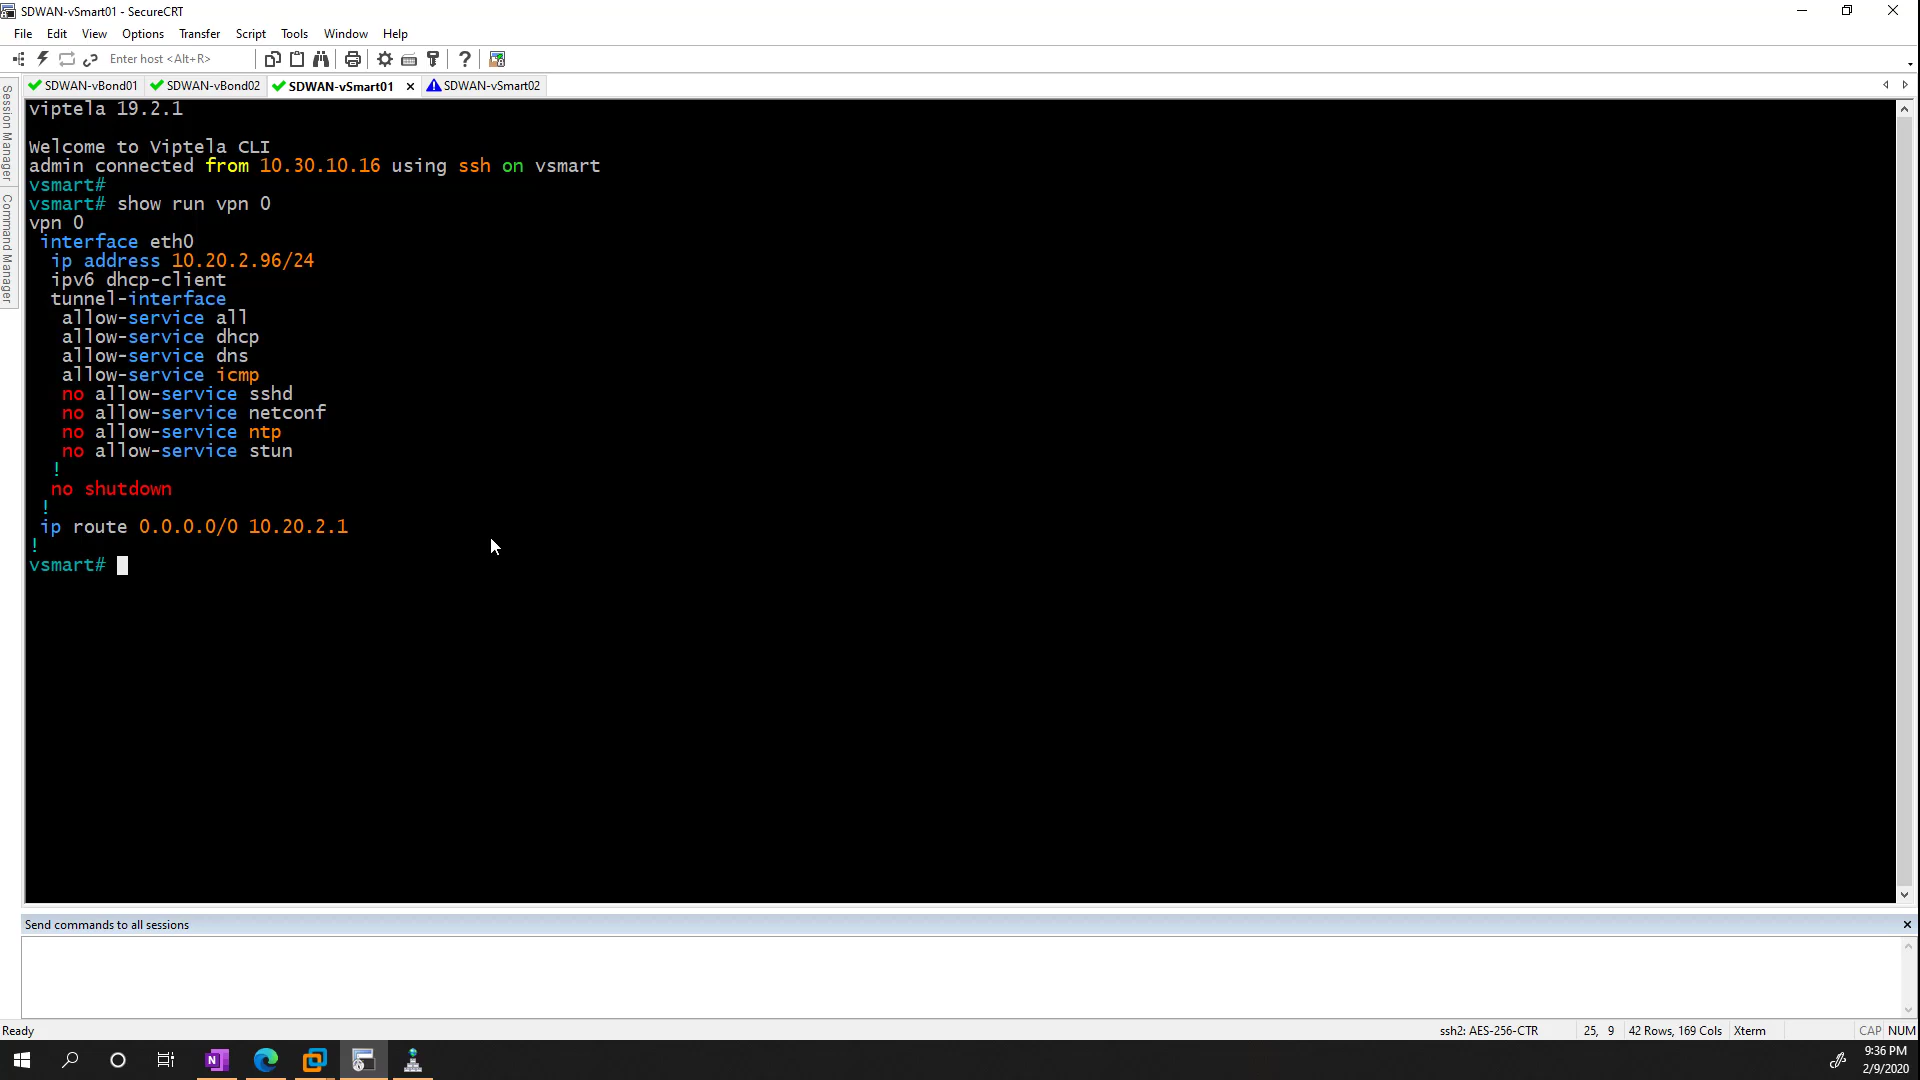 SDWAN-vSmart01 - SecureCRT
File Edit View Options Transfer Script Tools Window Help
Enter host <Alt+R>
SDWAN-vBond01 SDWAN-vBond02 SDWAN-vSmart01 × SDWAN-vSmart02
Session Manager
Command Manager
viptela 19.2.1
Welcome to Viptela CLI
admin connected from 10.30.10.16 using ssh on vsmart
vsmart#
vsmart# show run vpn 0
vpn 0
interface eth0
ip address 10.20.2.96/24
ipv6 dhcp-client
tunnel-interface
allow-service all
allow-service dhcp
allow-service dns
allow-service icmp
no allow-service sshd
no allow-service netconf
no allow-service ntp
no allow-service stun
!
no shutdown
!
ip route 0.0.0.0/0 10.20.2.1
!
vsmart#
Send commands to all sessions
Ready ssh2: AES-256-CTR 25, 9 42 Rows, 169 Cols Xterm CAP NUM
9:36 PM
2/9/2020